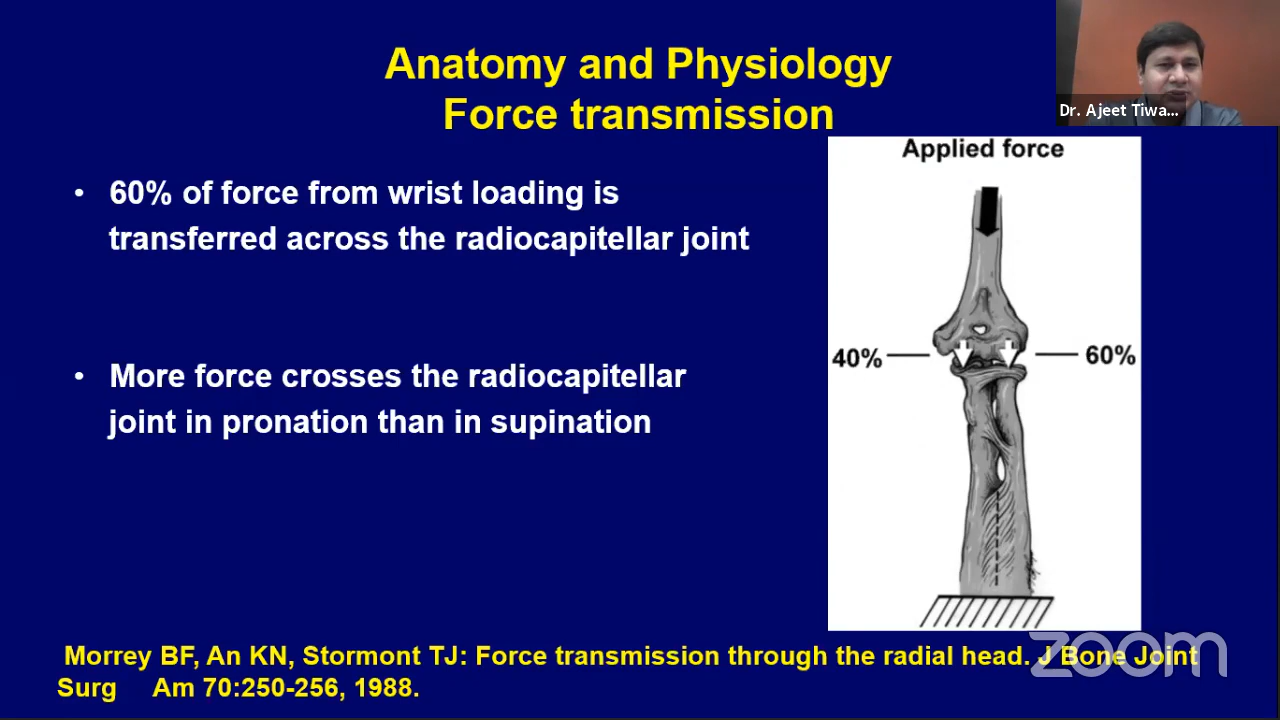 Anatomy and Physiology
Force transmission
Dr. Ajeet Tiwa...
Applied force
• 60% of force from wrist loading is
transferred across the radiocapitellar joint
40%
60%
• More force crosses the radiocapitellar
joint in pronation than in supination
Morrey BF, An KN, Stormont TJ: Force transmission through the radial head. J Bone Joint
Surg Am 70:250-256, 1988.
zoom